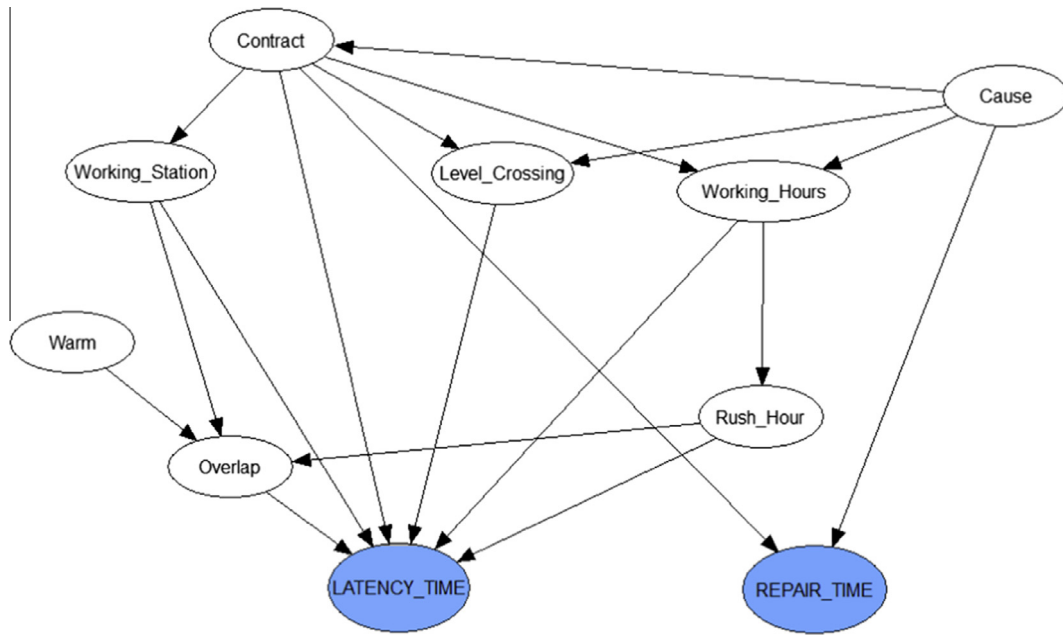 Contract
Cause
Working_Station
Level_Crossing
Working_Hours
Warm
Rush_Hour
Overlap
LATENCY_TIME
REPAIR_TIME